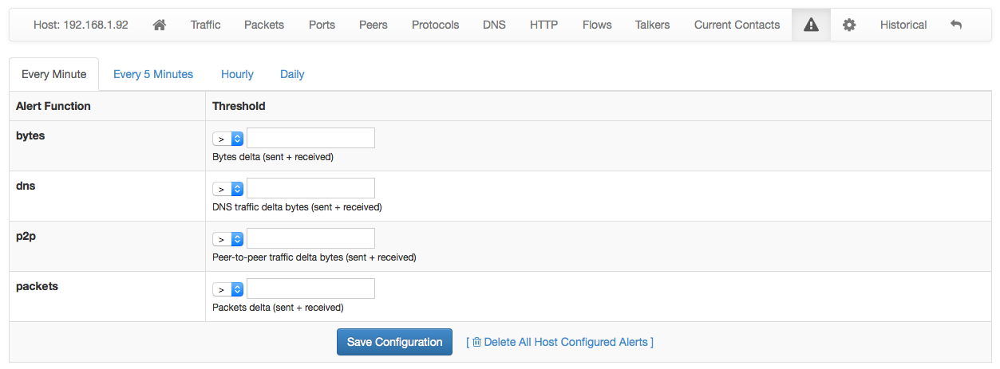 Host: 192.168.1.92 Traffic Packets Ports Peers Protocols DNS HTTP Flows Talkers Current Contacts Historical
Every Minute Every 5 Minutes Hourly Daily
Alert Function Threshold
bytes >
Bytes delta (sent + received)
dns >
DNS traffic delta bytes (sent + received)
p2p >
Peer-to-peer traffic delta bytes (sent + received)
packets >
Packets delta (sent + received)
Save Configuration [ Delete All Host Configured Alerts ]